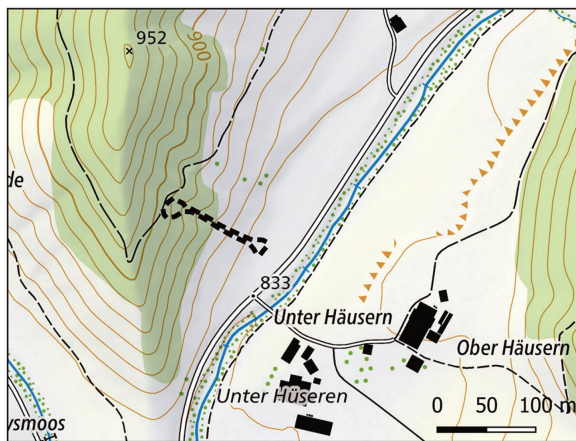 952
900
de
833
Unter Häusern
Ober Häusern
Unter Hüseren
ysmoos
0 50 100 m